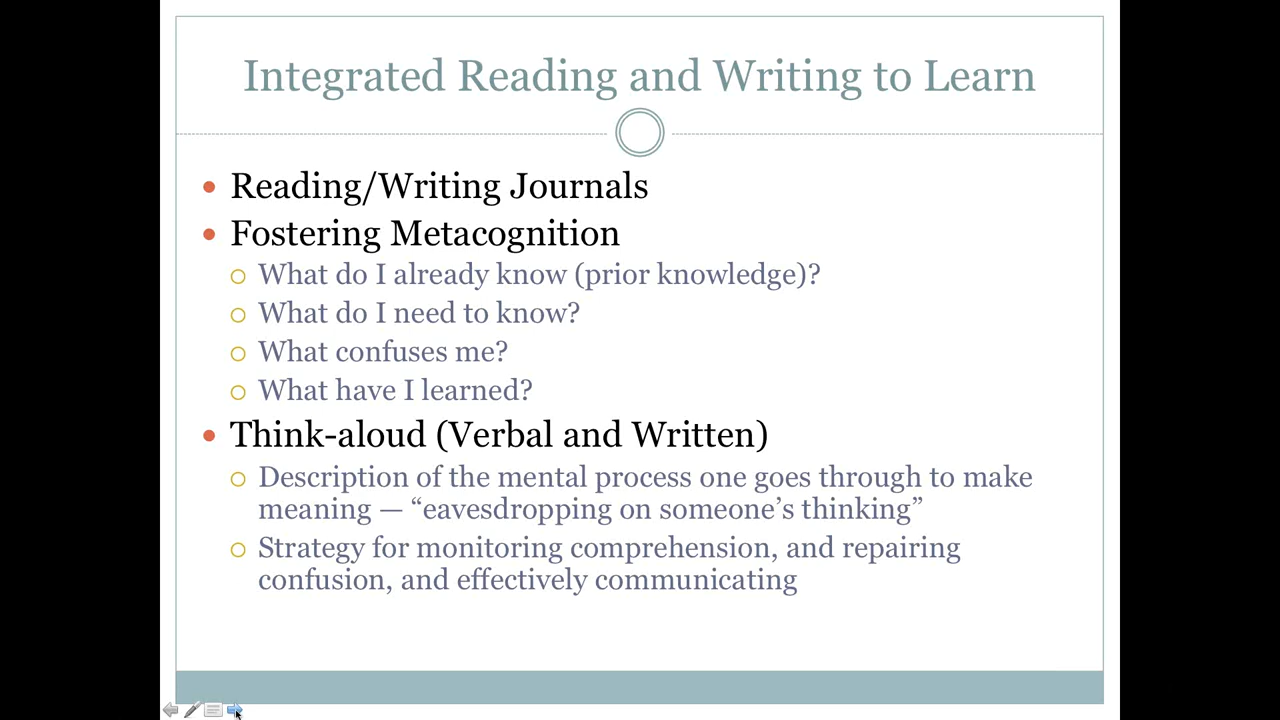 Integrated Reading and Writing to Learn
Reading/Writing Journals
Fostering Metacognition
What do I already know (prior knowledge)?
What do I need to know?
What confuses me?
What have I learned?
Think-aloud (Verbal and Written)
Description of the mental process one goes through to make
meaning — “eavesdropping on someone’s thinking”
Strategy for monitoring comprehension, and repairing
confusion, and effectively communicating